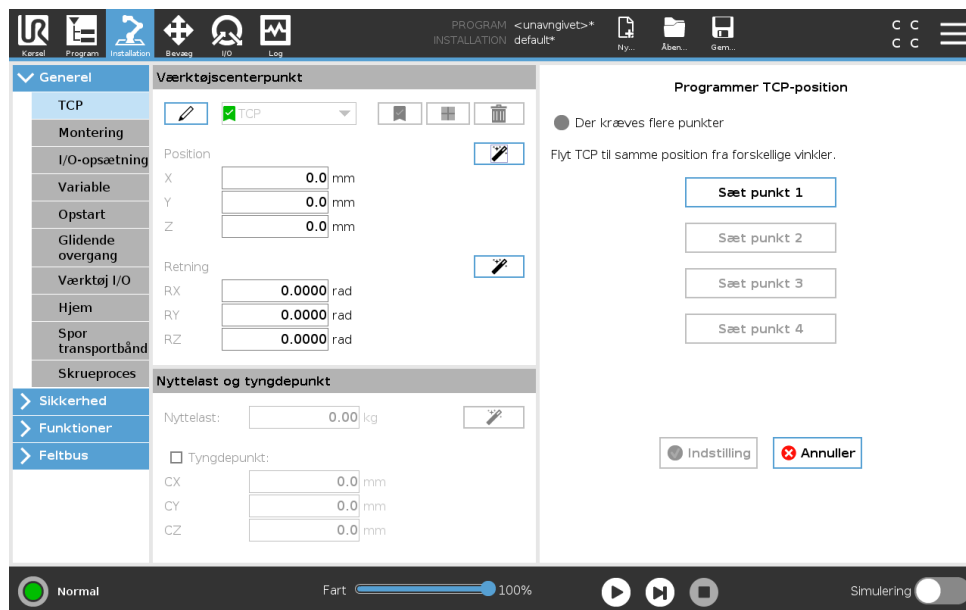 PROGRAM <unavngivet>*
INSTALLATION default*
Kørsel Program Installation Bevæg I/O Log Ny... Åben... Gem...
C C
C C
Generel
TCP
Montering
I/O-opsætning
Variable
Opstart
Glidende
overgang
Værktøj I/O
Hjem
Spor
transportbånd
Skrueproces
Sikkerhed
Funktioner
Feltbus
Værktøjscenterpunkt
TCP
Position
X 0.0 mm
Y 0.0 mm
Z 0.0 mm
Retning
RX 0.0000 rad
RY 0.0000 rad
RZ 0.0000 rad
Nyttelast og tyngdepunkt
Nyttelast: 0.00 kg
Tyngdepunkt:
CX 0.0 mm
CY 0.0 mm
CZ 0.0 mm
Programmer TCP-position
Der kræves flere punkter
Flyt TCP til samme position fra forskellige vinkler.
Sæt punkt 1
Sæt punkt 2
Sæt punkt 3
Sæt punkt 4
Indstilling Annuller
Normal Fart 100% Simulering